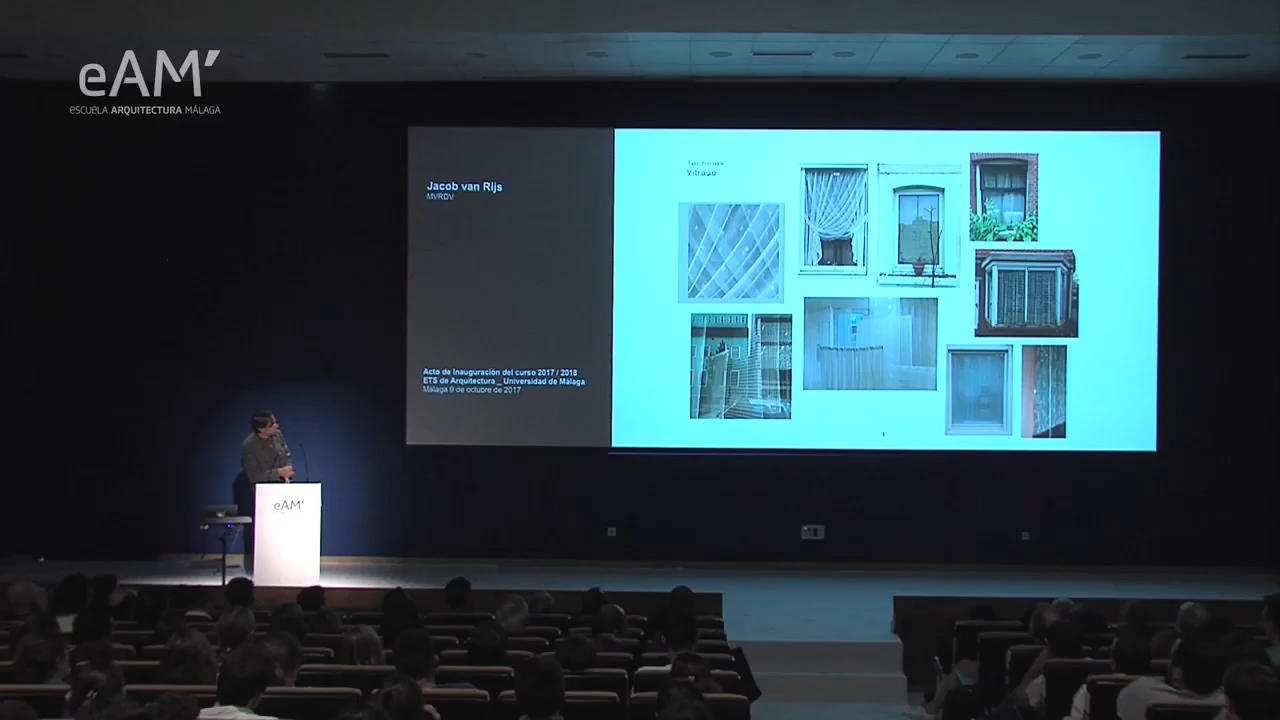 eAM'
ESCUELA ARQUITECTURA MÁLAGA
Jacob van Rijs
MVRDV
Techniek
Vitrage
Acto de Inauguración del curso 2017 / 2018
ETS de Arquitectura _ Universidad de Málaga
Málaga 9 de octubre de 2017
eAM'